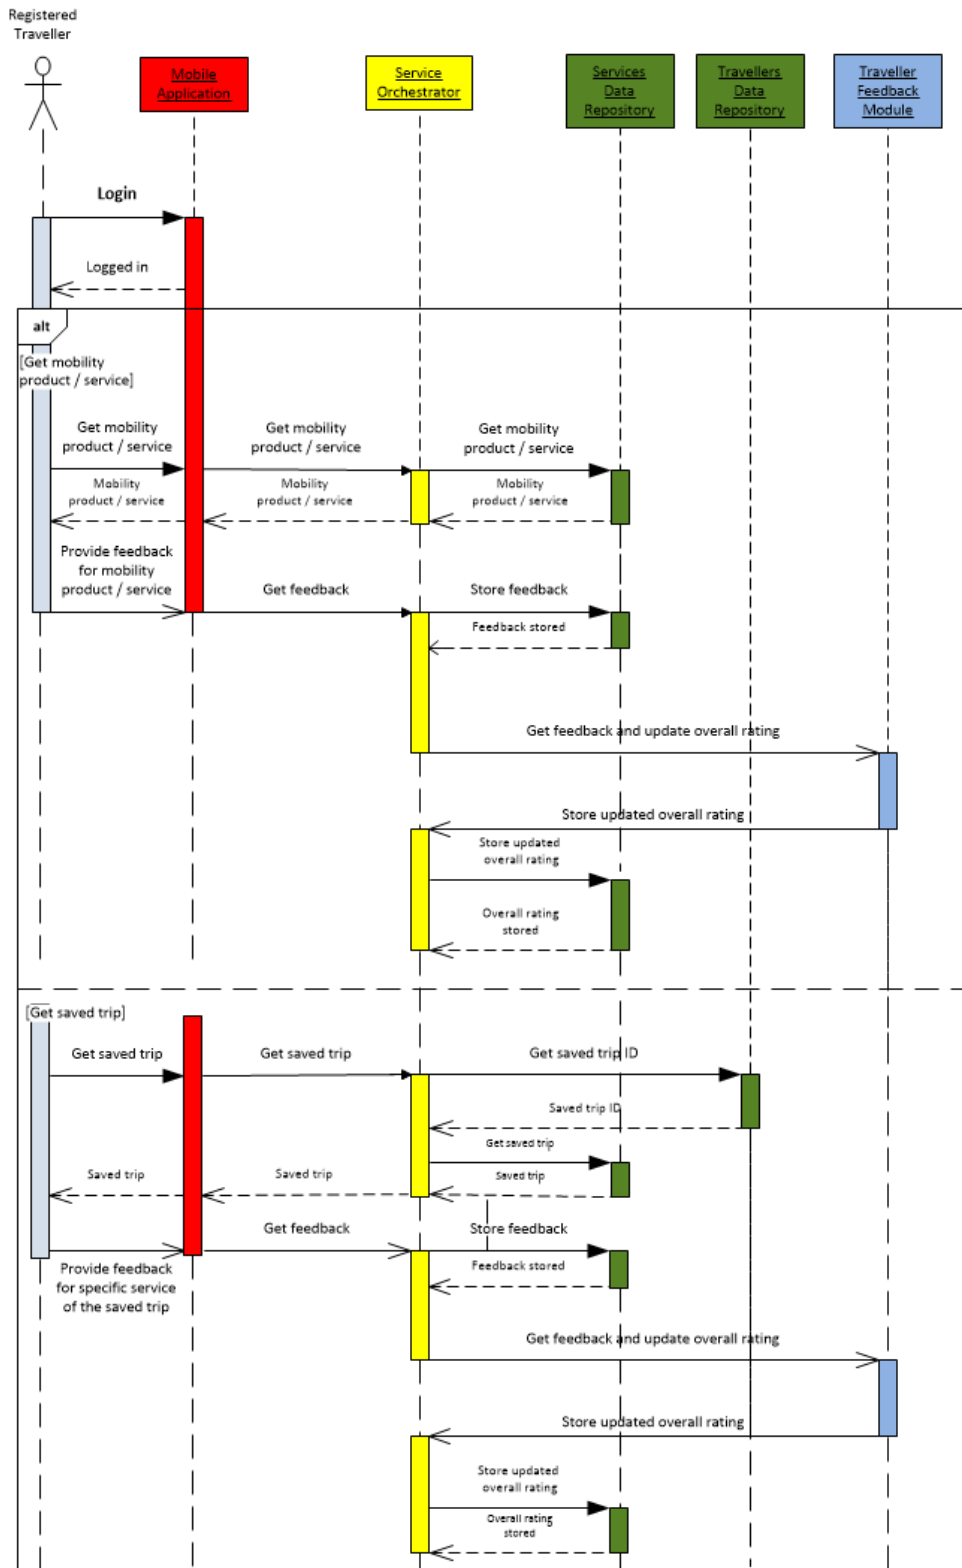 Registered
Traveller
Mobile
Application
Service
Orchestrator
Services
Data
Repository
Travellers
Data
Repository
Traveller
Feedback
Module
Login
Logged in
alt
[Get mobility
product / service]
Get mobility
product / service
Get mobility
product / service
Get mobility
product / service
Mobility
product / service
Mobility
product / service
Mobility
product / service
Provide feedback
for mobility
product / service
Get feedback
Store feedback
Feedback stored
Get feedback and update overall rating
Store updated overall rating
Store updated
overall rating
Overall rating
stored
[Get saved trip]
Get saved trip
Get saved trip
Get saved trip ID
Saved trip ID
Get saved trip
Saved trip
Saved trip
Saved trip
Get feedback
Store feedback
Provide feedback
for specific service
of the saved trip
Feedback stored
Get feedback and update overall rating
Store updated overall rating
Store updated
overall rating
Overall rating
stored